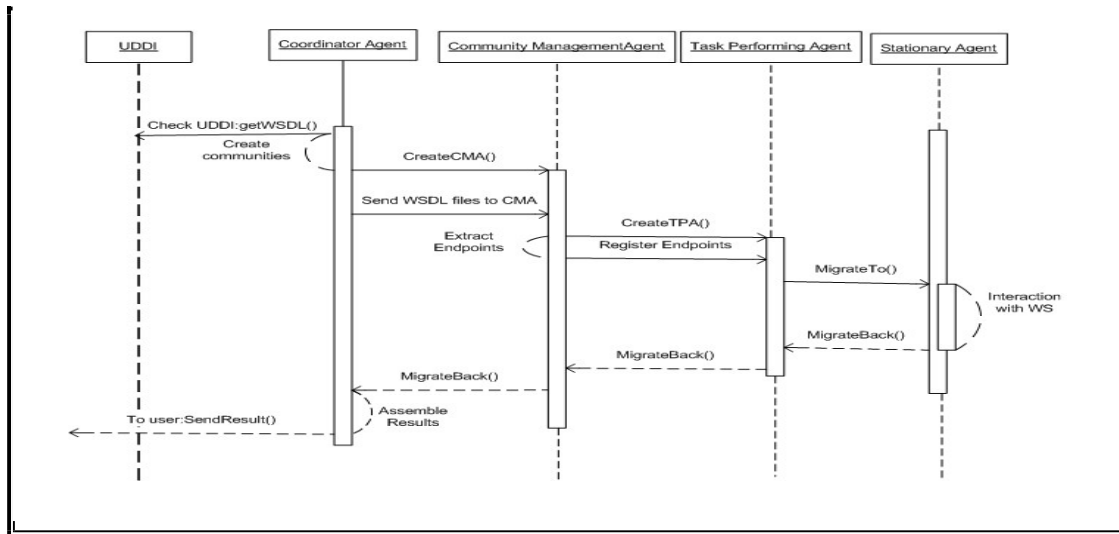 UDDI
Coordinator Agent
Community ManagementAgent
Task Performing Agent
Stationary Agent
Check UDDI:getWSDL()
Create
communities
CreateCMA()
Send WSDL files to CMA
Extract
Endpoints
CreateTPA()
Register Endpoints
MigrateTo()
Interaction
with WS
MigrateBack()
MigrateBack()
MigrateBack()
Assemble
Results
To user:SendResult()